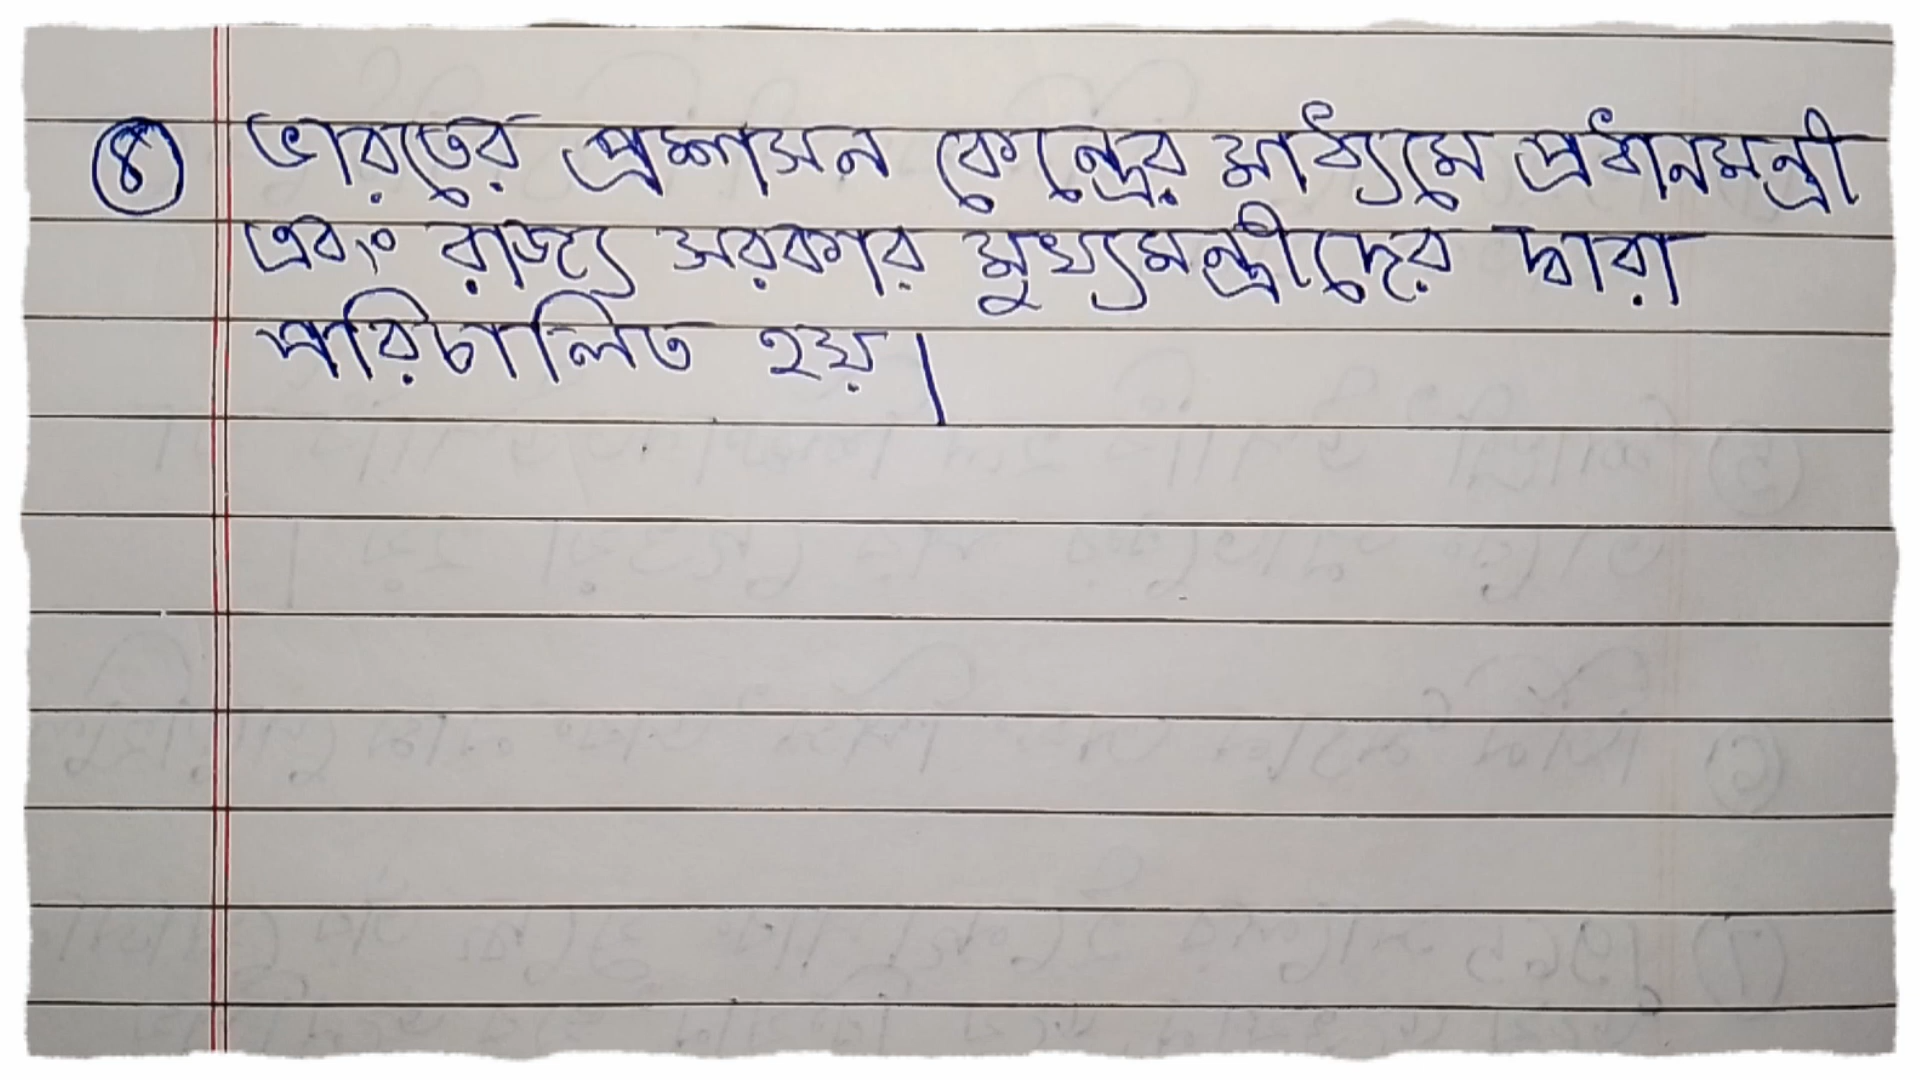 ৪ ভারতের প্রশাসন কেন্দ্রের মাধ্যমে প্রধানমন্ত্রী
এবং রাজ্য সরকার মুখ্যমন্ত্রীদের দ্বারা
পরিচালিত হয়।